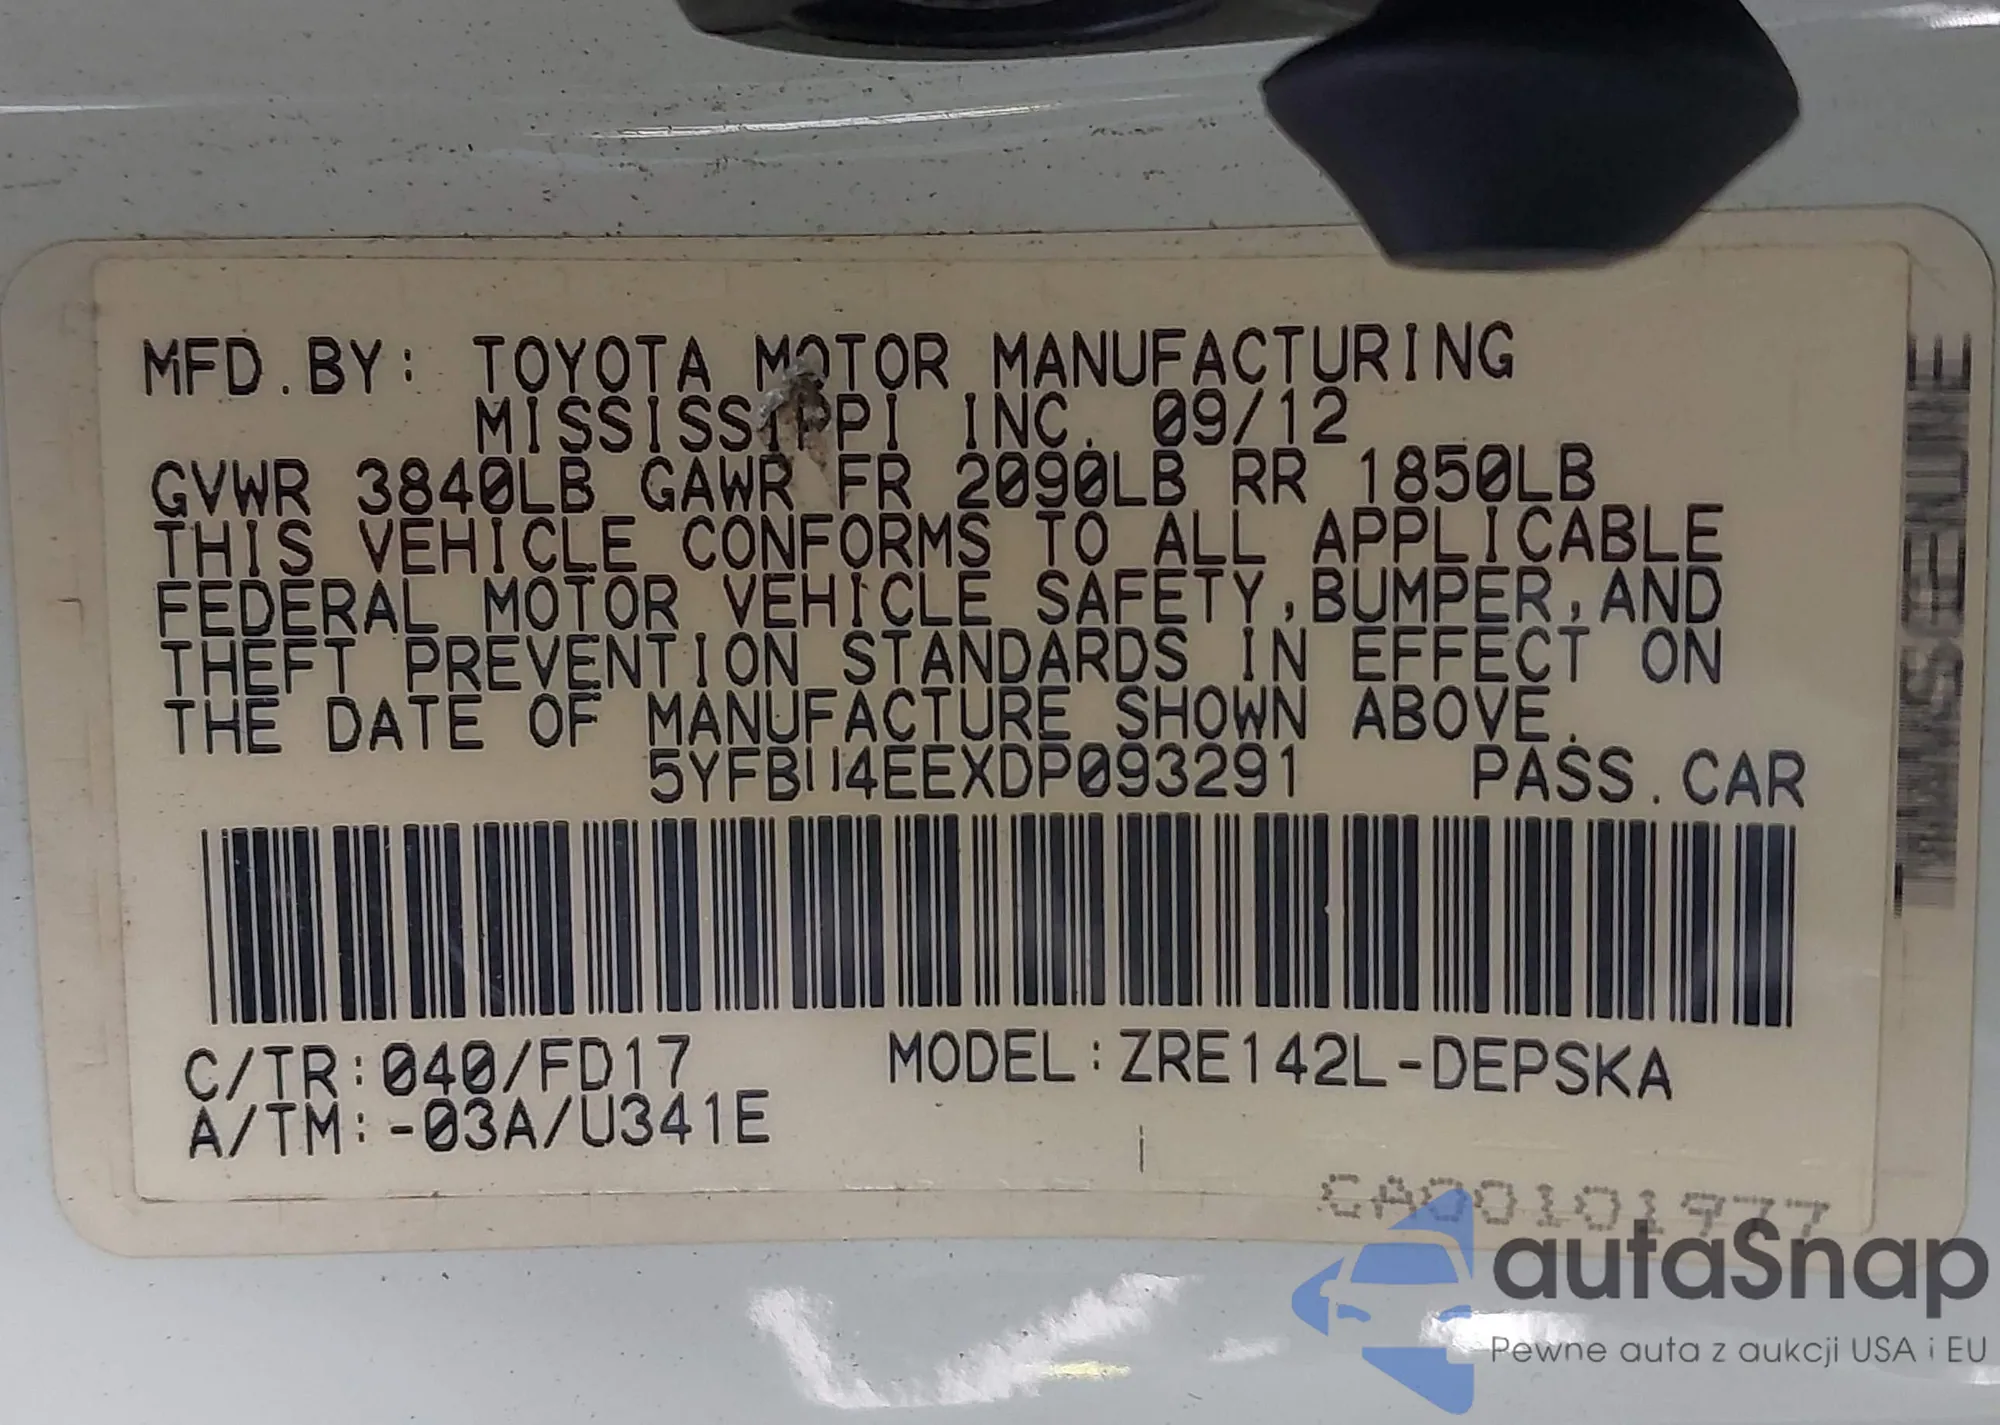 MFD.BY: TOYOTA MOTOR MANUFACTURING
MISSISSIPPI INC. 09/12
GVWR 3840LB GAWR FR 2090LB RR 1850LB
THIS VEHICLE CONFORMS TO ALL APPLICABLE
FEDERAL MOTOR VEHICLE SAFETY,BUMPER,AND
THEFT PREVENTION STANDARDS IN EFFECT ON
THE DATE OF MANUFACTURE SHOWN ABOVE.
5YFBU4EEXDP093291 PASS.CAR
C/TR:040/FD17 MODEL:ZRE142L-DEPSKA
A/TM:-03A/U341E
CA00101977
autaSnap
Pewne auta z aukcji USA i EU